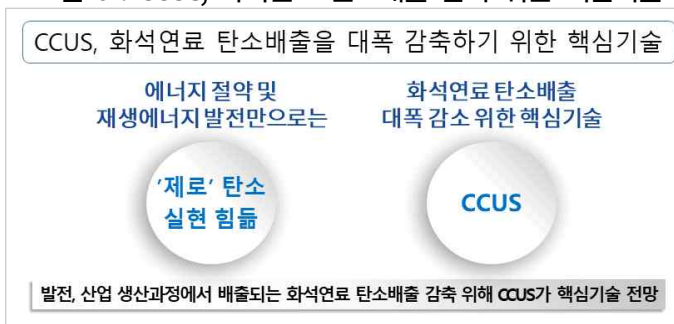 CCUS, 화석연료 탄소배출을 대폭 감축하기 위한 핵심기술
에너지 절약 및
재생에너지 발전만으로는
화석연료 탄소배출
대폭 감소 위한 핵심기술
'제로' 탄소
실현 힘듦
CCUS
발전, 산업 생산과정에서 배출되는 화석연료 탄소배출 감축 위해 CCUS가 핵심기술 전망